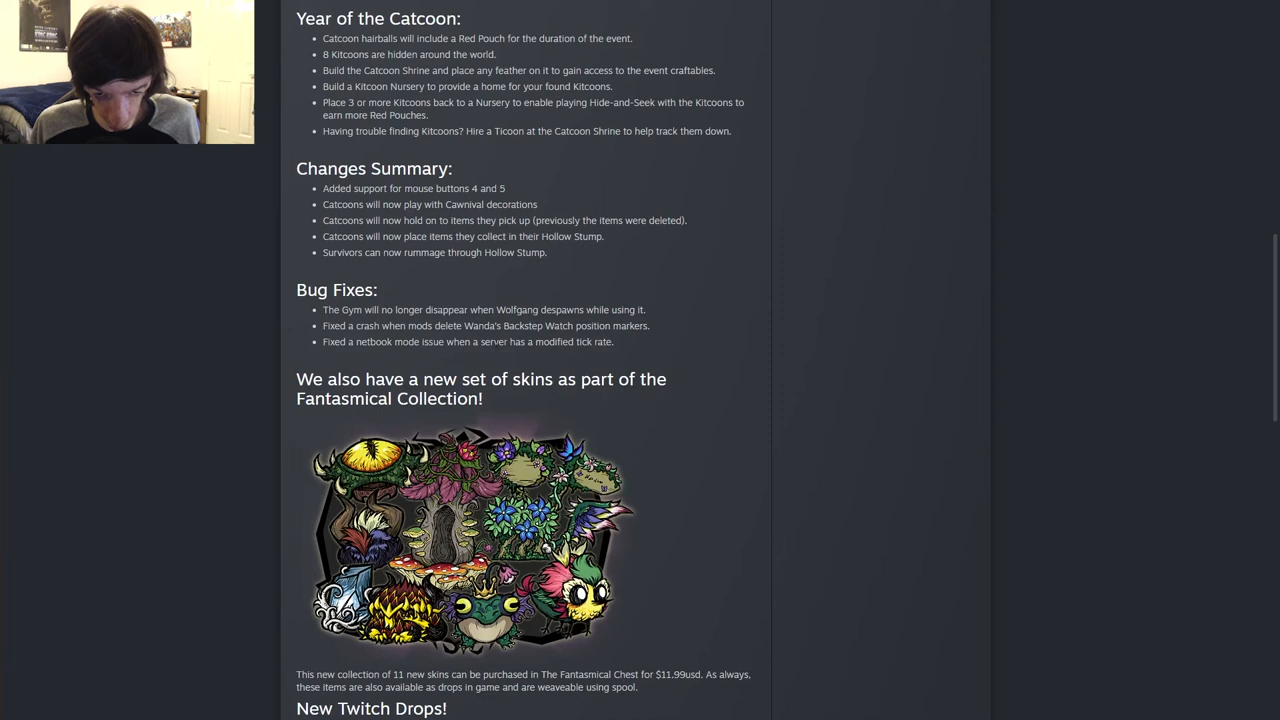 Year of the Catcoon:
Catcoon hairballs will include a Red Pouch for the duration of the event.
8 Kitcoons are hidden around the world.
Build the Catcoon Shrine and place any feather on it to gain access to the event craftables.
Build a Kitcoon Nursery to provide a home for your found Kitcoons.
Place 3 or more Kitcoons back to a Nursery to enable playing Hide-and-Seek with the Kitcoons to
earn more Red Pouches.
Having trouble finding Kitcoons? Hire a Ticoon at the Catcoon Shrine to help track them down.
Changes Summary:
Added support for mouse buttons 4 and 5
Catcoons will now play with Cawnival decorations
Catcoons will now hold on to items they pick up (previously the items were deleted).
Catcoons will now place items they collect in their Hollow Stump.
Survivors can now rummage through Hollow Stump.
Bug Fixes:
The Gym will no longer disappear when Wolfgang despawns while using it.
Fixed a crash when mods delete Wanda's Backstep Watch position markers.
Fixed a netbook mode issue when a server has a modified tick rate.
We also have a new set of skins as part of the
Fantasmical Collection!
This new collection of 11 new skins can be purchased in The Fantasmical Chest for $11.99usd. As always,
these items are also available as drops in game and are weaveable using spool.
New Twitch Drops!